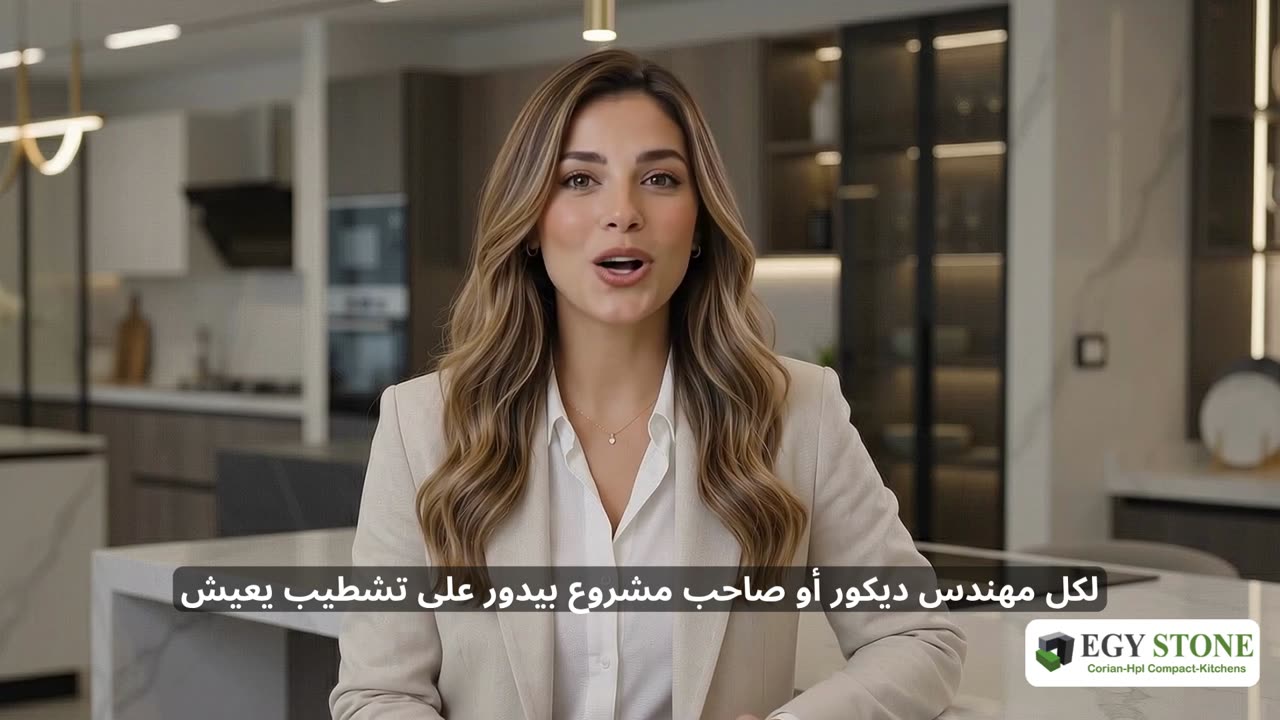 لكل مهندس ديكور أو صاحب مشروع بيدور على تشطيب يعيش
EGY STONE
Corian-Hpl Compact-Kitchens